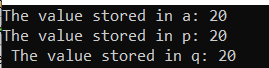 The value stored in a: 20
The value stored in p: 20
 The value stored in q: 20